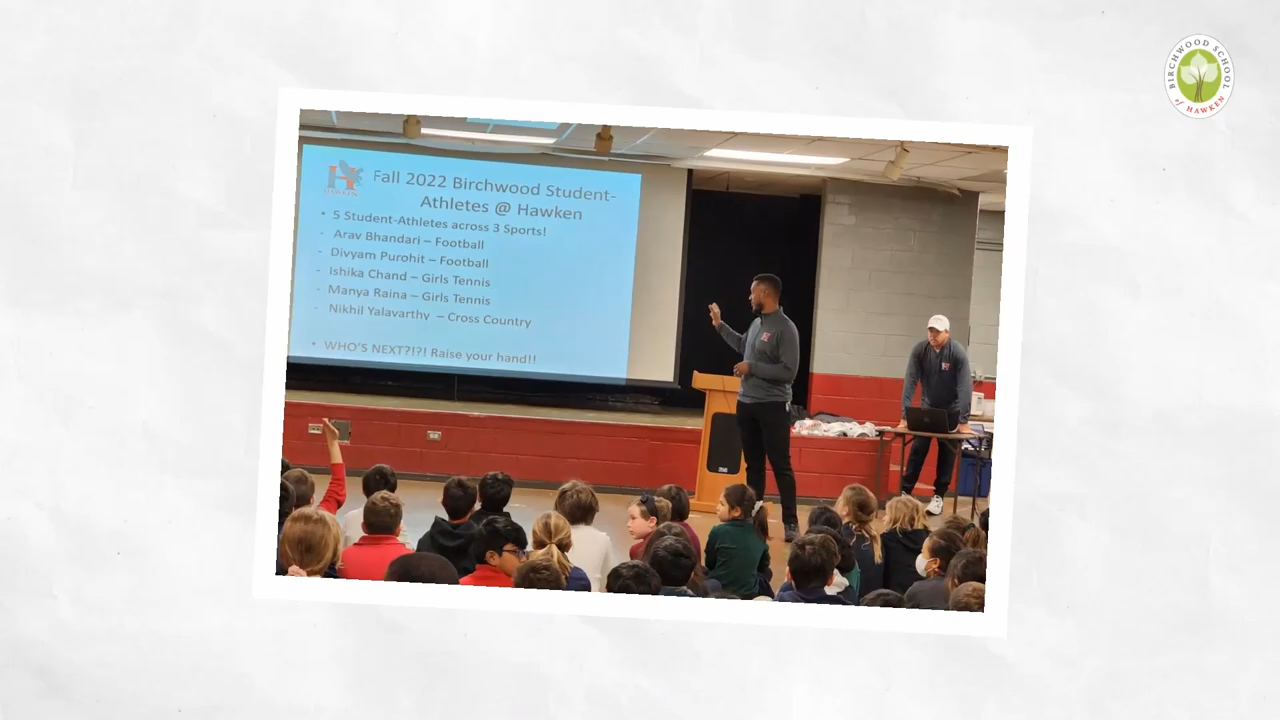 BIRCHWOOD SCHOOL
of HAWKEN
H
HAWKEN
Fall 2022 Birchwood Student-
Athletes @ Hawken
• 5 Student-Athletes across 3 Sports!
- Arav Bhandari – Football
- Divyam Purohit – Football
- Ishika Chand – Girls Tennis
- Manya Raina – Girls Tennis
- Nikhil Yalavarthy – Cross Country
• WHO'S NEXT?!?! Raise your hand!!